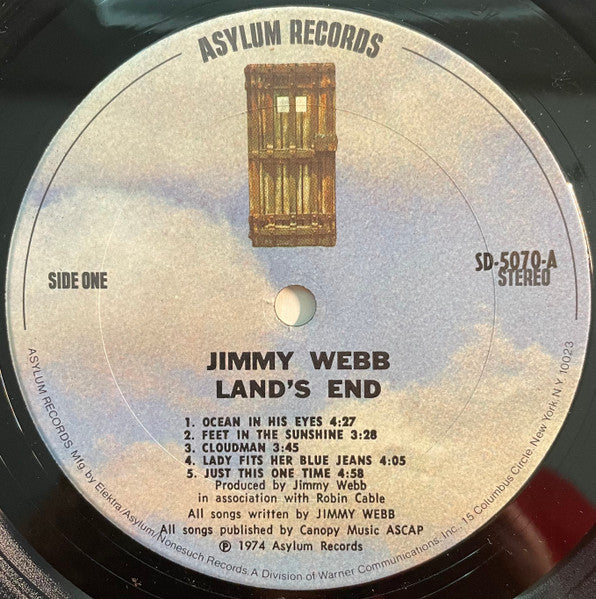 ASYLUM RECORDS
SIDE ONE
SD-5070-A
STEREO
JIMMY WEBB
LAND'S END
1. OCEAN IN HIS EYES 4:27
2. FEET IN THE SUNSHINE 3:28
3. CLOUDMAN 3:45
4. LADY FITS HER BLUE JEANS 4:05
5. JUST THIS ONE TIME 4:58
Produced by Jimmy Webb
in association with Robin Cable
All songs written by JIMMY WEBB
All songs published by Canopy Music ASCAP
℗ 1974 Asylum Records
ASYLUM RECORDS Mfg. by Elektra/Asylum/Nonesuch Records A Division of Warner Communications, Inc., 15 Columbus Circle, New York, N.Y. 10023